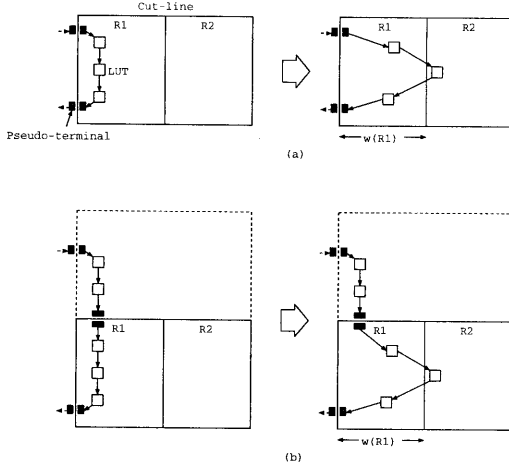 Cut-line
R1 R2
LUT
Pseudo-terminal
R1 R2
w(R1)
(a)
R1 R2
R1 R2
w(R1)
(b)